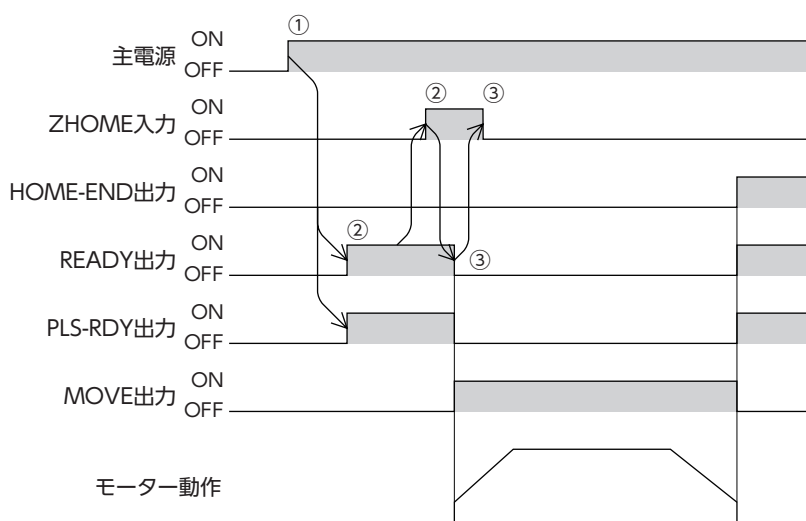 ①
主電源 ON
OFF
② ③
ZHOME入力 ON
OFF
HOME-END出力 ON
OFF
②
READY出力 ON
OFF ③
PLS-RDY出力 ON
OFF
MOVE出力 ON
OFF
モーター動作